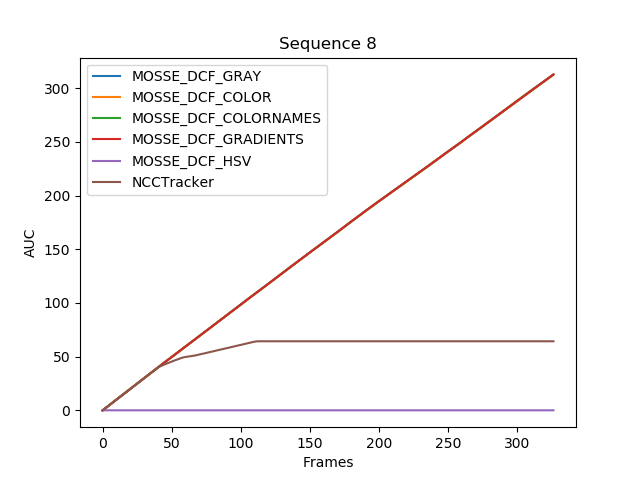 Sequence 8
MOSSE_DCF_GRAY
MOSSE_DCF_COLOR
MOSSE_DCF_COLORNAMES
MOSSE_DCF_GRADIENTS
MOSSE_DCF_HSV
NCCTracker
AUC
300
250
200
150
100
50
0
0 50 100 150 200 250 300
Frames